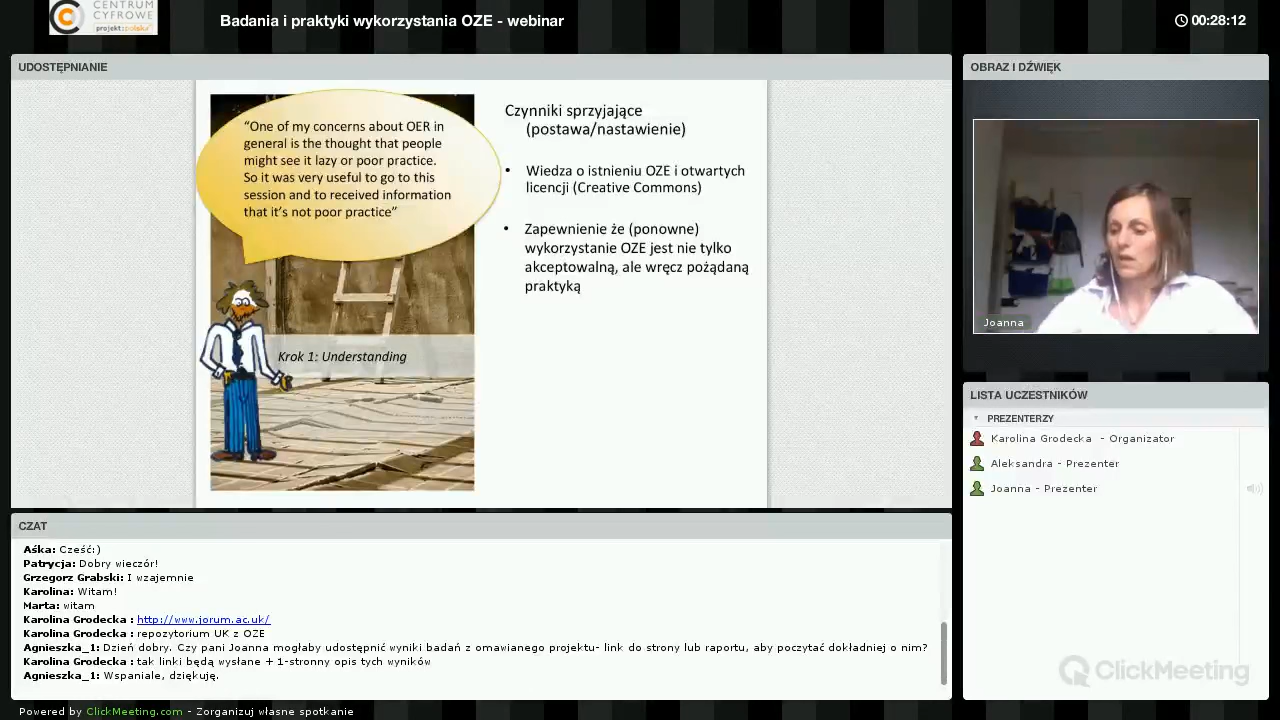 CENTRUM
CYFROWE
projekt: polska
Badania i praktyki wykorzystania OZE - webinar
00:28:12
UDOSTĘPNIANIE
“One of my concerns about OER in
general is the thought that people
might see it lazy or poor practice.
So it was very useful to go to this
session and to received information
that it’s not poor practice”
Krok 1: Understanding
Czynniki sprzyjające
(postawa/nastawienie)
• Wiedza o istnieniu OZE i otwartych
licencji (Creative Commons)
• Zapewnienie że (ponowne)
wykorzystanie OZE jest nie tylko
akceptowalną, ale wręcz pożądaną
praktyką
OBRAZ I DŹWIĘK
Joanna
LISTA UCZESTNIKÓW
PREZENTERZY
Karolina Grodecka - Organizator
Aleksandra - Prezenter
Joanna - Prezenter
CZAT
Aśka: Cześć:)
Patrycja: Dobry wieczór!
Grzegorz Grabski: I wzajemnie
Karolina: Witam!
Marta: witam
Karolina Grodecka : http://www.jorum.ac.uk/
Karolina Grodecka : repozytorium UK z OZE
Agnieszka_1: Dzień dobry. Czy pani Joanna mogłaby udostępnić wyniki badań z omawianego projektu- link do strony lub raportu, aby poczytać dokładniej o nim?
Karolina Grodecka : tak linki będą wysłane + 1-stronny opis tych wyników
Agnieszka_1: Wspaniale, dziękuję.
ClickMeeting
Powered by ClickMeeting.com - Zorganizuj własne spotkanie